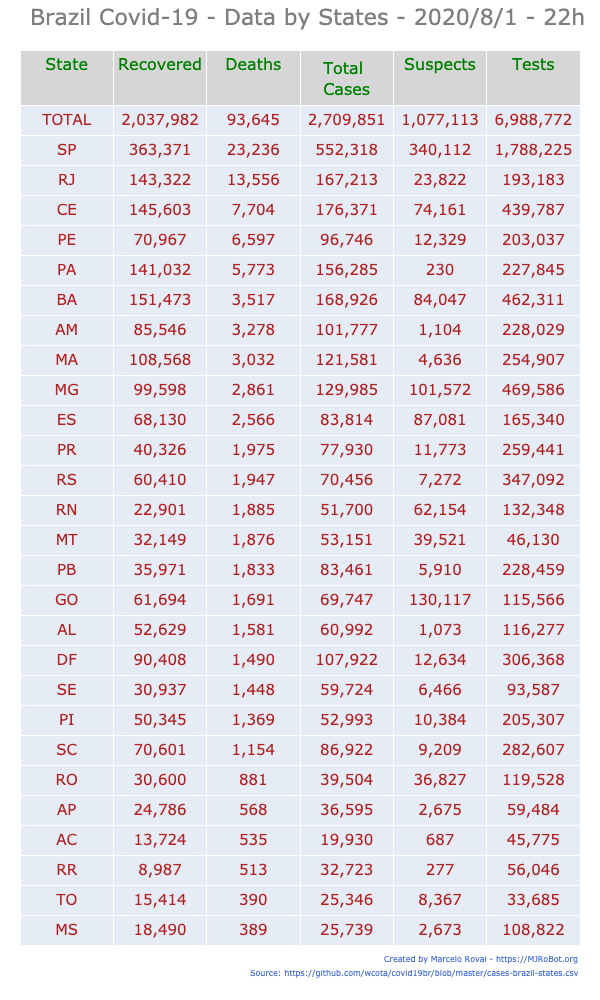 Brazil Covid-19 - Data by States - 2020/8/1 - 22h
State Recovered Deaths Total Cases Suspects Tests
TOTAL 2,037,982 93,645 2,709,851 1,077,113 6,988,772
SP 363,371 23,236 552,318 340,112 1,788,225
RJ 143,322 13,556 167,213 23,822 193,183
CE 145,603 7,704 176,371 74,161 439,787
PE 70,967 6,597 96,746 12,329 203,037
PA 141,032 5,773 156,285 230 227,845
BA 151,473 3,517 168,926 84,047 462,311
AM 85,546 3,278 101,777 1,104 228,029
MA 108,568 3,032 121,581 4,636 254,907
MG 99,598 2,861 129,985 101,572 469,586
ES 68,130 2,566 83,814 87,081 165,340
PR 40,326 1,975 77,930 11,773 259,441
RS 60,410 1,947 70,456 7,272 347,092
RN 22,901 1,885 51,700 62,154 132,348
MT 32,149 1,876 53,151 39,521 46,130
PB 35,971 1,833 83,461 5,910 228,459
GO 61,694 1,691 69,747 130,117 115,566
AL 52,629 1,581 60,992 1,073 116,277
DF 90,408 1,490 107,922 12,634 306,368
SE 30,937 1,448 59,724 6,466 93,587
PI 50,345 1,369 52,993 10,384 205,307
SC 70,601 1,154 86,922 9,209 282,607
RO 30,600 881 39,504 36,827 119,528
AP 24,786 568 36,595 2,675 59,484
AC 13,724 535 19,930 687 45,775
RR 8,987 513 32,723 277 56,046
TO 15,414 390 25,346 8,367 33,685
MS 18,490 389 25,739 2,673 108,822
Created by Marcelo Rovai - https://MJRoBot.org
Source: https://github.com/wcota/covid19br/blob/master/cases-brazil-states.csv